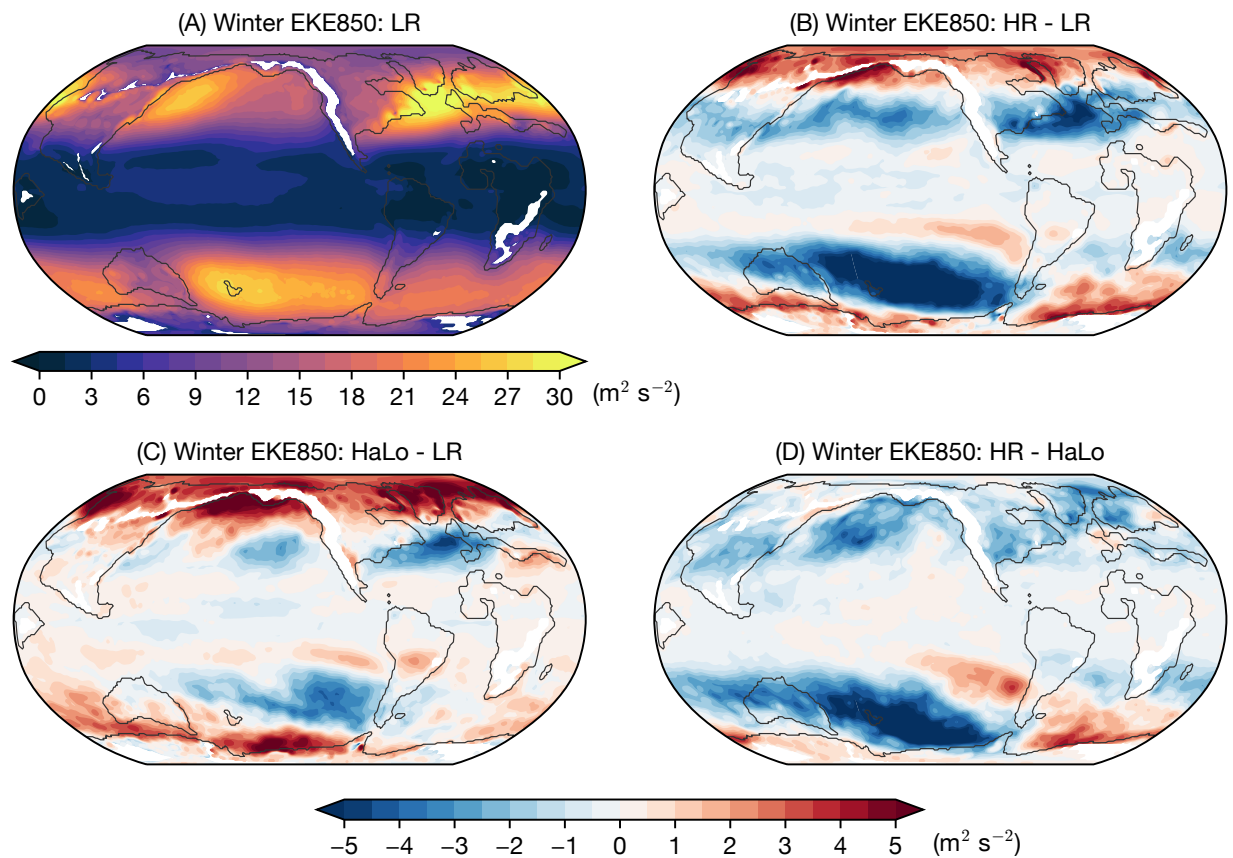 (A) Winter EKE850: LR
(B) Winter EKE850: HR - LR
0 3 6 9 12 15 18 21 24 27 30 (m² s⁻²)
(C) Winter EKE850: HaLo - LR
(D) Winter EKE850: HR - HaLo
−5 −4 −3 −2 −1 0 1 2 3 4 5 (m² s⁻²)